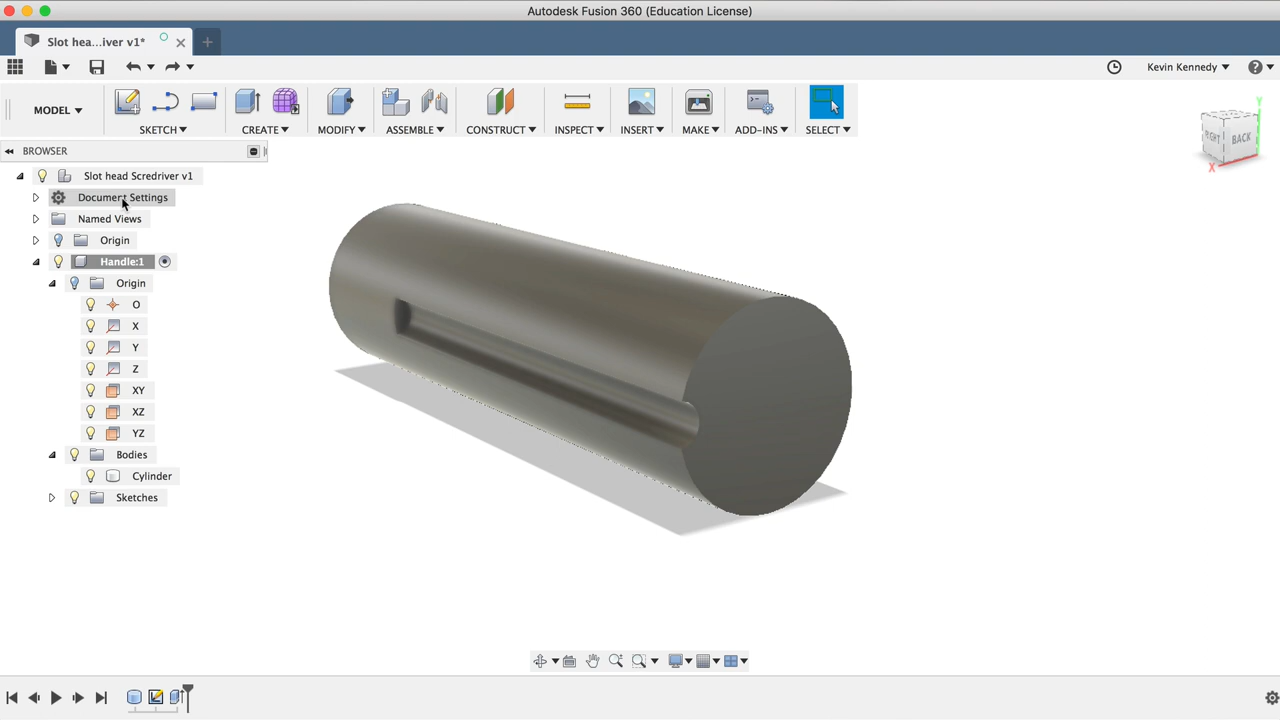 Autodesk Fusion 360 (Education License)
Slot hea...iver v1*
Kevin Kennedy
MODEL
SKETCH
CREATE
MODIFY
ASSEMBLE
CONSTRUCT
INSPECT
INSERT
MAKE
ADD-INS
SELECT
BROWSER
Slot head Scredriver v1
Document Settings
Named Views
Origin
Handle:1
Origin
O
X
Y
Z
XY
XZ
YZ
Bodies
Cylinder
Sketches
Y
RIGHT
BACK
X